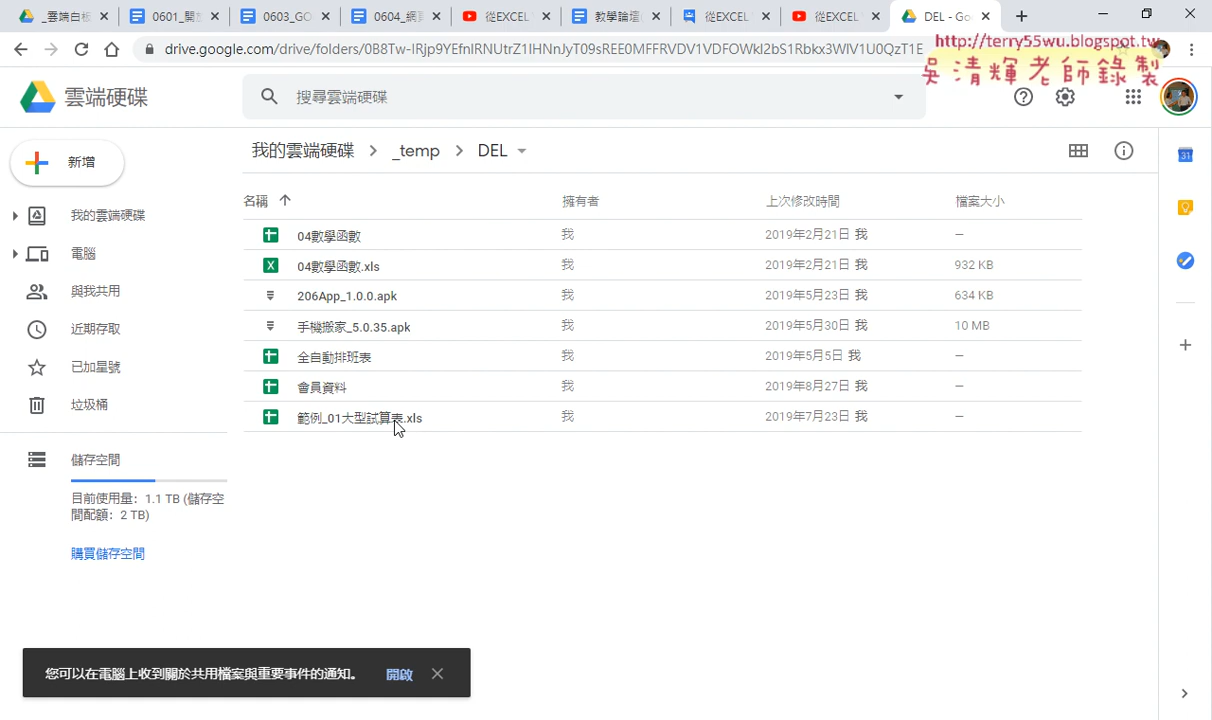 _雲端白板
0601_開放
0603_GO
0604_網頁
從EXCEL
教學論壇
從EXCEL
從EXCEL
DEL - Go
drive.google.com/drive/folders/
http://terry55wu.blogspot.tw
吳清輝老師錄製
雲端硬碟
搜尋雲端硬碟
新增
我的雲端硬碟
_temp
DEL
我的雲端硬碟
電腦
與我共用
近期存取
已加星號
垃圾桶
儲存空間
目前使用量: 1.1 TB (儲存空
間配額: 2 TB)
購買儲存空間
名稱 擁有者 上次修改時間 檔案大小
04數學函數 我 2019年2月21日 我 –
04數學函數.xls 我 2019年2月21日 我 932 KB
206App_1.0.0.apk 我 2019年5月23日 我 634 KB
手機搬家_5.0.35.apk 我 2019年5月30日 我 10 MB
全自動排班表 我 2019年5月5日 我 –
會員資料 我 2019年8月27日 我 –
範例_01大型試算表.xls 我 2019年7月23日 我 –
31
您可以在電腦上收到關於共用檔案與重要事件的通知。 開啟